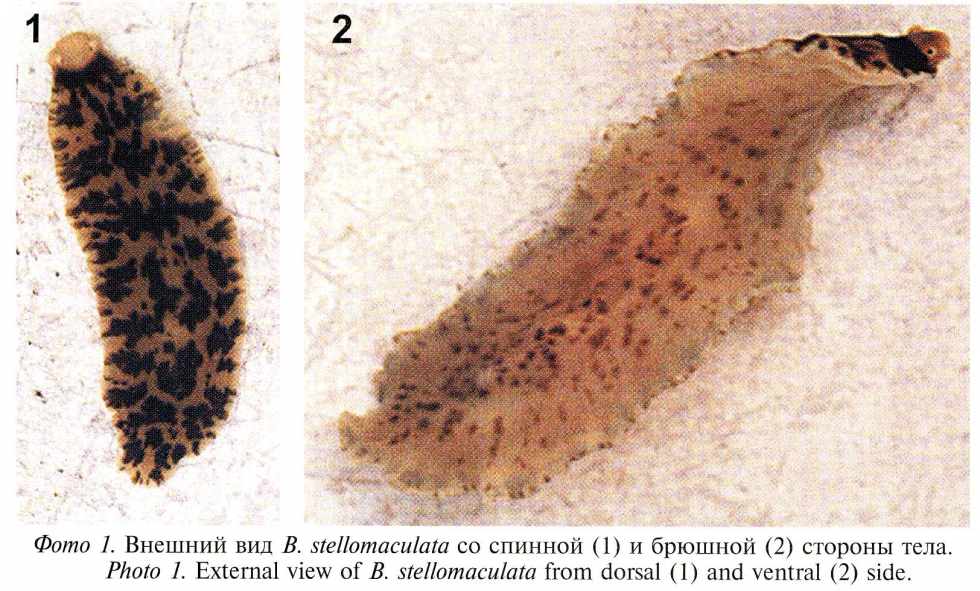 1
2
Фото 1. Внешний вид B. stellomaculata со спинной (1) и брюшной (2) стороны тела.
Photo 1. External view of B. stellomaculata from dorsal (1) and ventral (2) side.